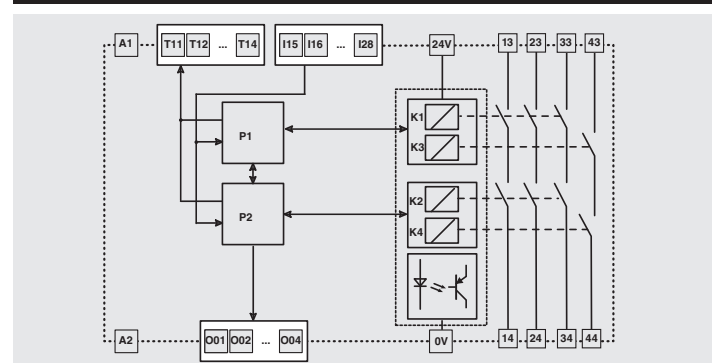 A1 T11 T12 ... T14 I15 I16 ... I28 24V 13 23 33 43
K1
P1
K3
K2
P2
K4
A2 O01 O02 ... O04 0V 14 24 34 44